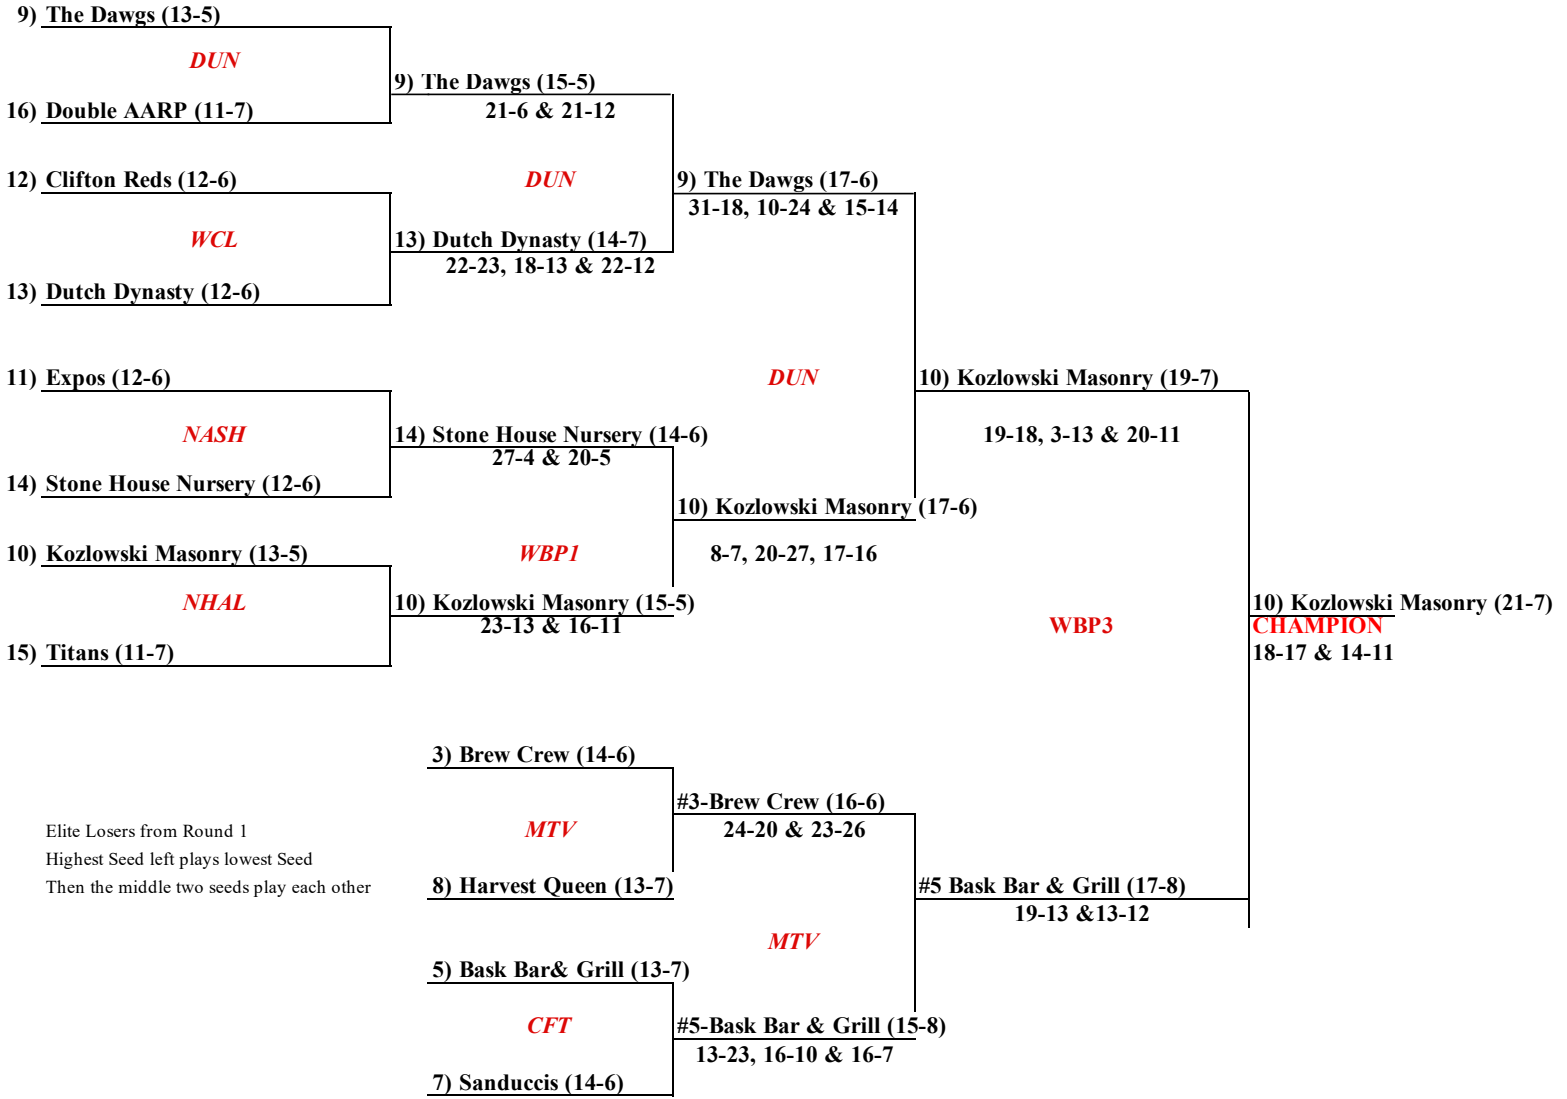 9) The Dawgs (13-5)
DUN
9) The Dawgs (15-5)
16) Double AARP (11-7)
21-6 & 21-12
12) Clifton Reds (12-6)
DUN
9) The Dawgs (17-6)
31-18, 10-24 & 15-14
WCL
13) Dutch Dynasty (14-7)
22-23, 18-13 & 22-12
13) Dutch Dynasty (12-6)
11) Expos (12-6)
DUN
10) Kozlowski Masonry (19-7)
NASH
14) Stone House Nursery (14-6)
19-18, 3-13 & 20-11
27-4 & 20-5
14) Stone House Nursery (12-6)
10) Kozlowski Masonry (17-6)
10) Kozlowski Masonry (13-5)
WBP1
8-7, 20-27, 17-16
NHAL
10) Kozlowski Masonry (15-5)
10) Kozlowski Masonry (21-7)
23-13 & 16-11
WBP3
CHAMPION
15) Titans (11-7)
18-17 & 14-11
3) Brew Crew (14-6)
#3-Brew Crew (16-6)
Elite Losers from Round 1
MTV
24-20 & 23-26
Highest Seed left plays lowest Seed
Then the middle two seeds play each other
8) Harvest Queen (13-7)
#5 Bask Bar & Grill (17-8)
19-13 &13-12
MTV
5) Bask Bar& Grill (13-7)
CFT
#5-Bask Bar & Grill (15-8)
13-23, 16-10 & 16-7
7) Sanduccis (14-6)